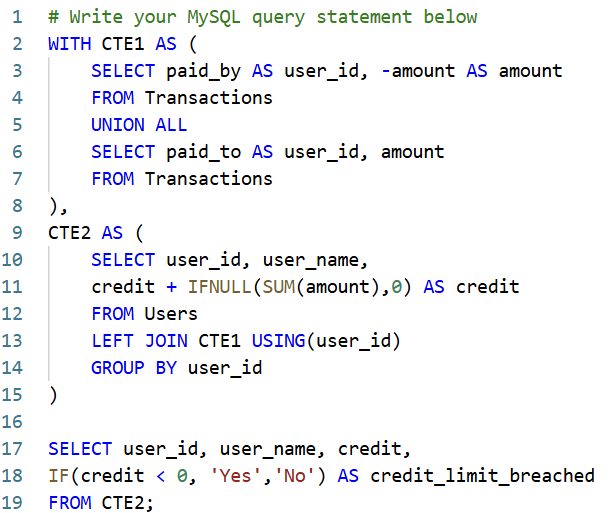 1 # Write your MySQL query statement below
2 WITH CTE1 AS (
3     SELECT paid_by AS user_id, -amount AS amount
4     FROM Transactions
5     UNION ALL
6     SELECT paid_to AS user_id, amount
7     FROM Transactions
8 ),
9 CTE2 AS (
10     SELECT user_id, user_name,
11     credit + IFNULL(SUM(amount),0) AS credit
12     FROM Users
13     LEFT JOIN CTE1 USING(user_id)
14     GROUP BY user_id
15 )
16
17 SELECT user_id, user_name, credit,
18 IF(credit < 0, 'Yes','No') AS credit_limit_breached
19 FROM CTE2;